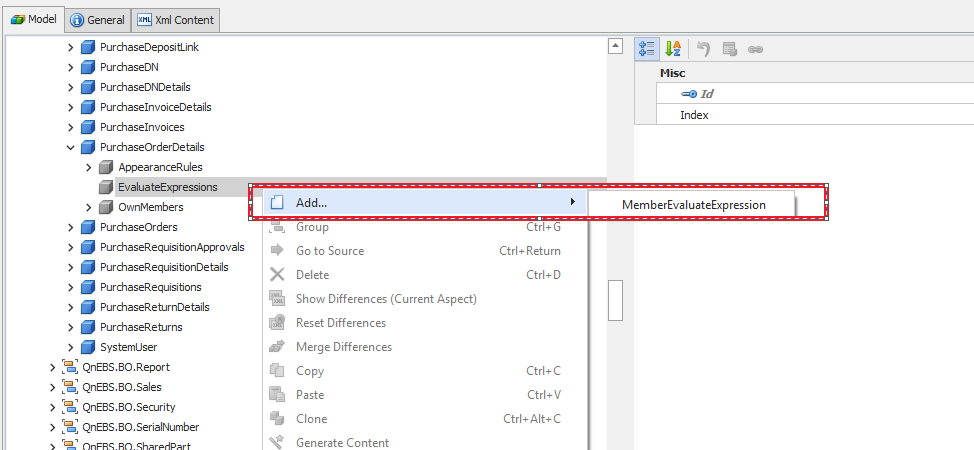 Model
General
Xml Content
PurchaseDepositLink
PurchaseDN
PurchaseDNDetails
PurchaseInvoiceDetails
PurchaseInvoices
PurchaseOrderDetails
AppearanceRules
EvaluateExpressions
OwnMembers
PurchaseOrders
PurchaseRequisitionApprovals
PurchaseRequisitionDetails
PurchaseRequisitions
PurchaseReturnDetails
PurchaseReturns
SystemUser
QnEBS.BO.Report
QnEBS.BO.Sales
QnEBS.BO.Security
QnEBS.BO.SerialNumber
QnEBS.BO.SharedPart
Add...
MemberEvaluateExpression
Group Ctrl+G
Go to Source Ctrl+Return
Delete Ctrl+D
Show Differences (Current Aspect)
Reset Differences
Merge Differences
Copy Ctrl+C
Paste Ctrl+V
Clone Ctrl+Alt+C
Generate Content
Misc
Id
Index